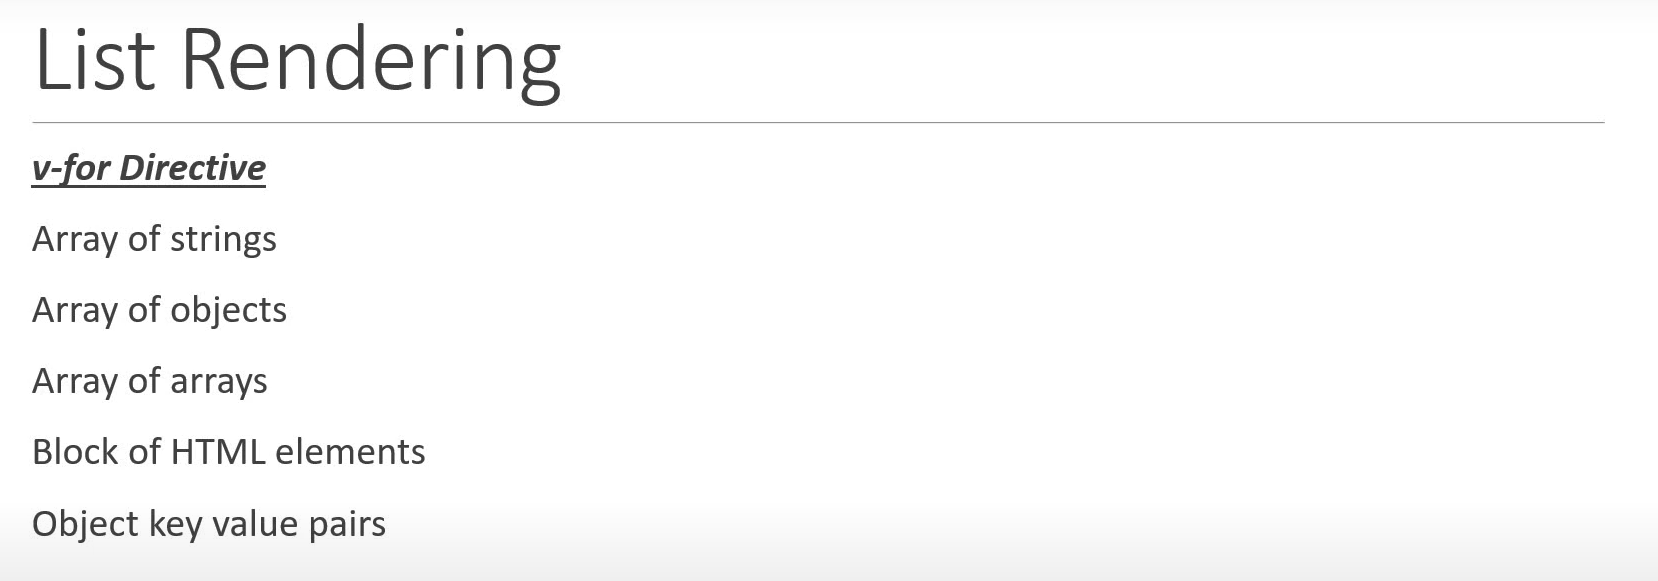 List Rendering
v-for Directive
Array of strings
Array of objects
Array of arrays
Block of HTML elements
Object key value pairs